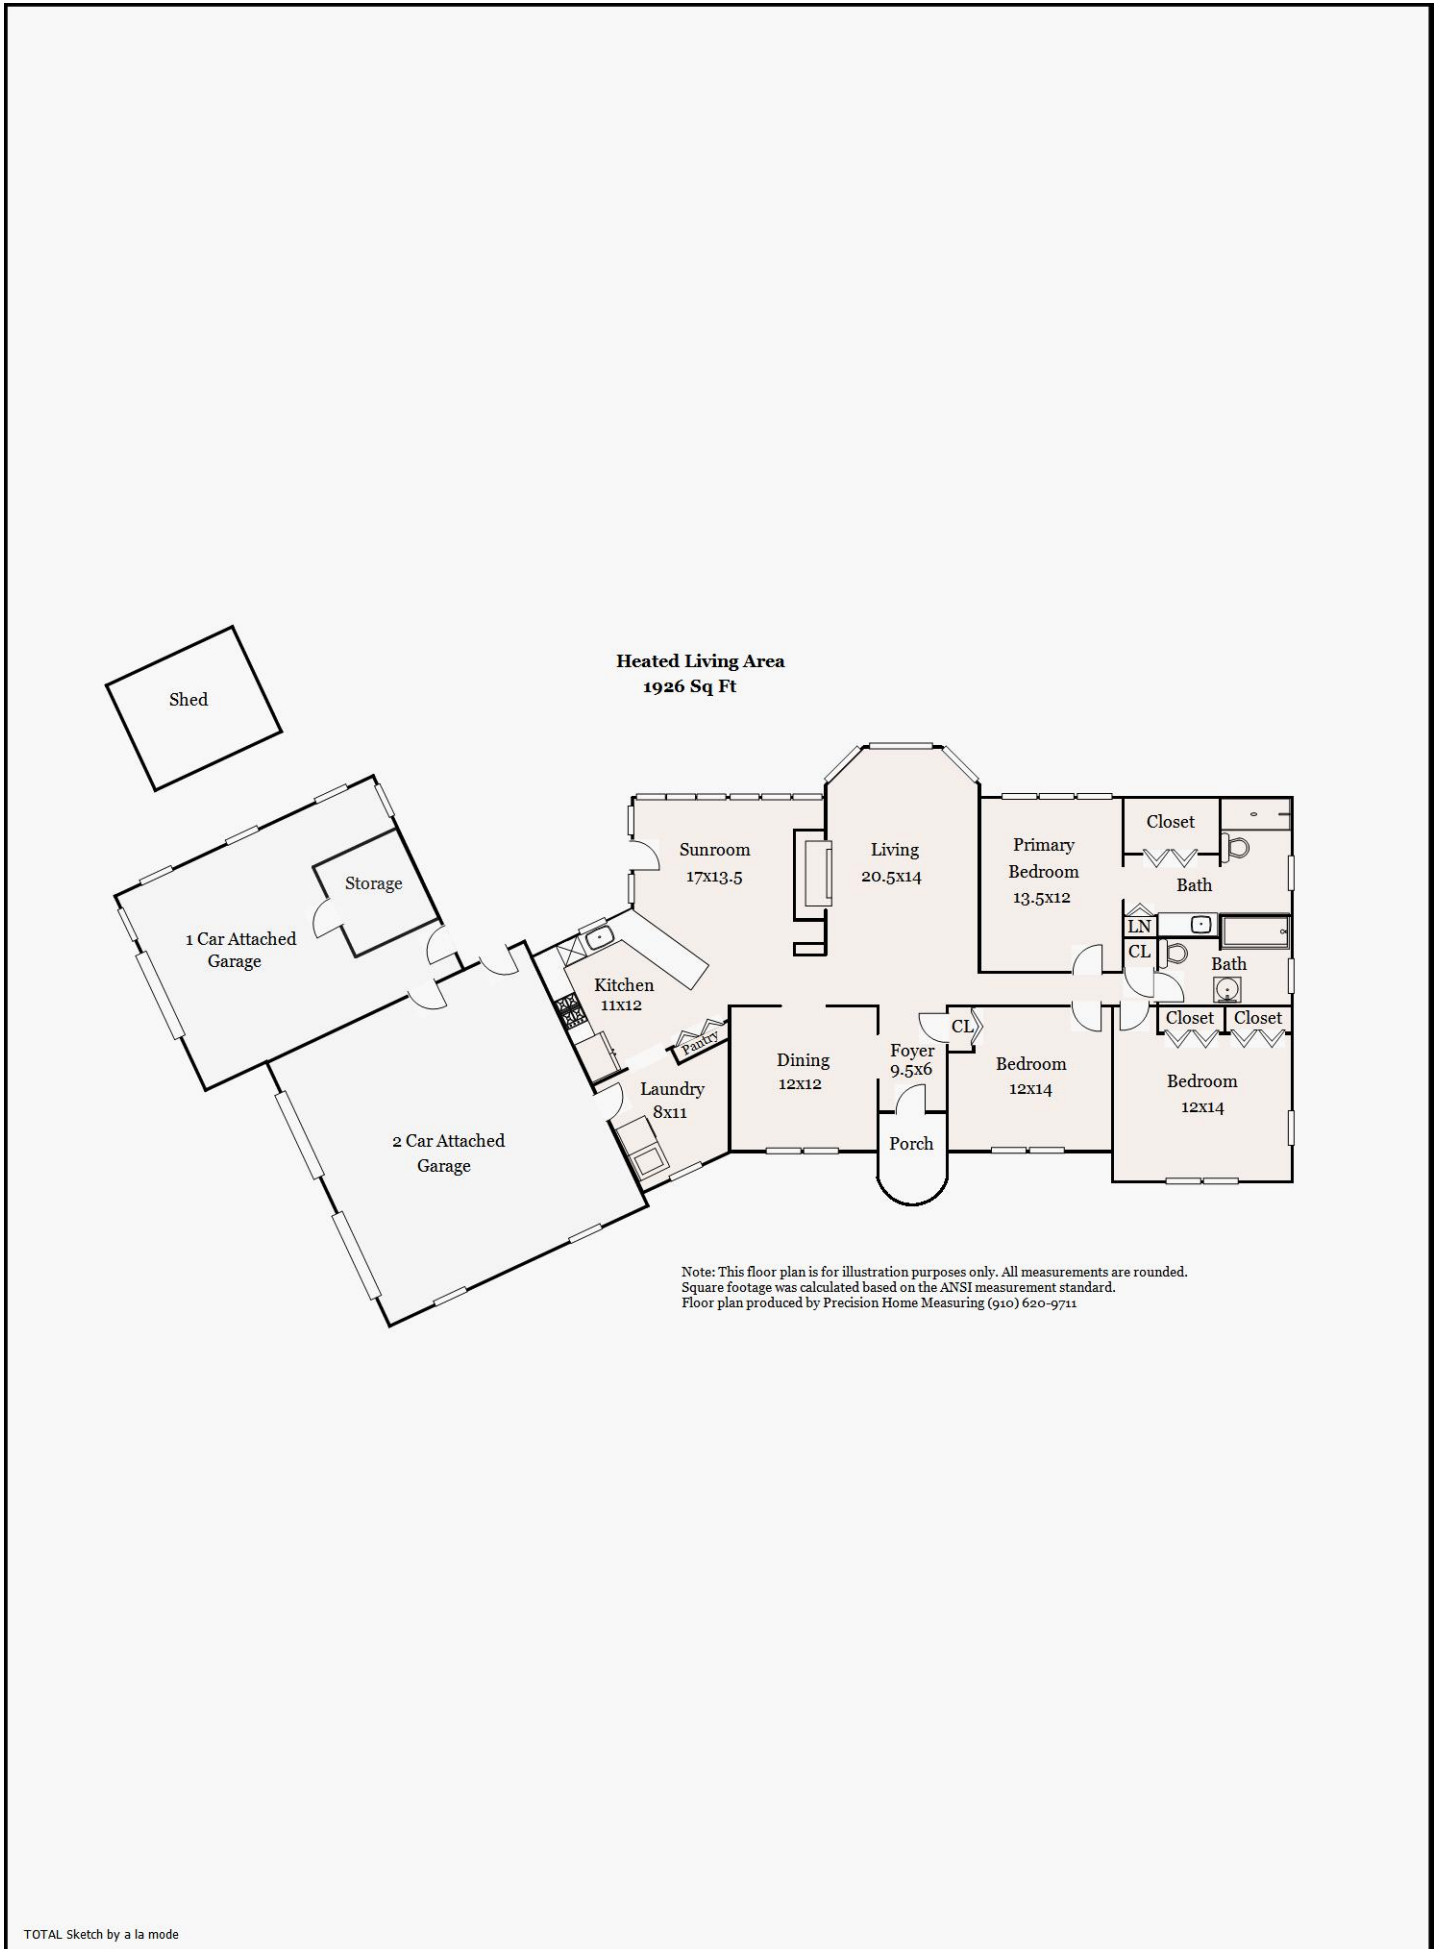 Heated Living Area
1926 Sq Ft
Shed
Storage
1 Car Attached
Garage
2 Car Attached
Garage
Sunroom
17x13.5
Living
20.5x14
Primary
Bedroom
13.5x12
Closet
Bath
LN
CL
Bath
Closet
Closet
Kitchen
11x12
Pantry
Laundry
8x11
Dining
12x12
Foyer
9.5x6
CL
Porch
Bedroom
12x14
Bedroom
12x14
Note: This floor plan is for illustration purposes only. All measurements are rounded.
Square footage was calculated based on the ANSI measurement standard.
Floor plan produced by Precision Home Measuring (910) 620-9711
TOTAL Sketch by a la mode